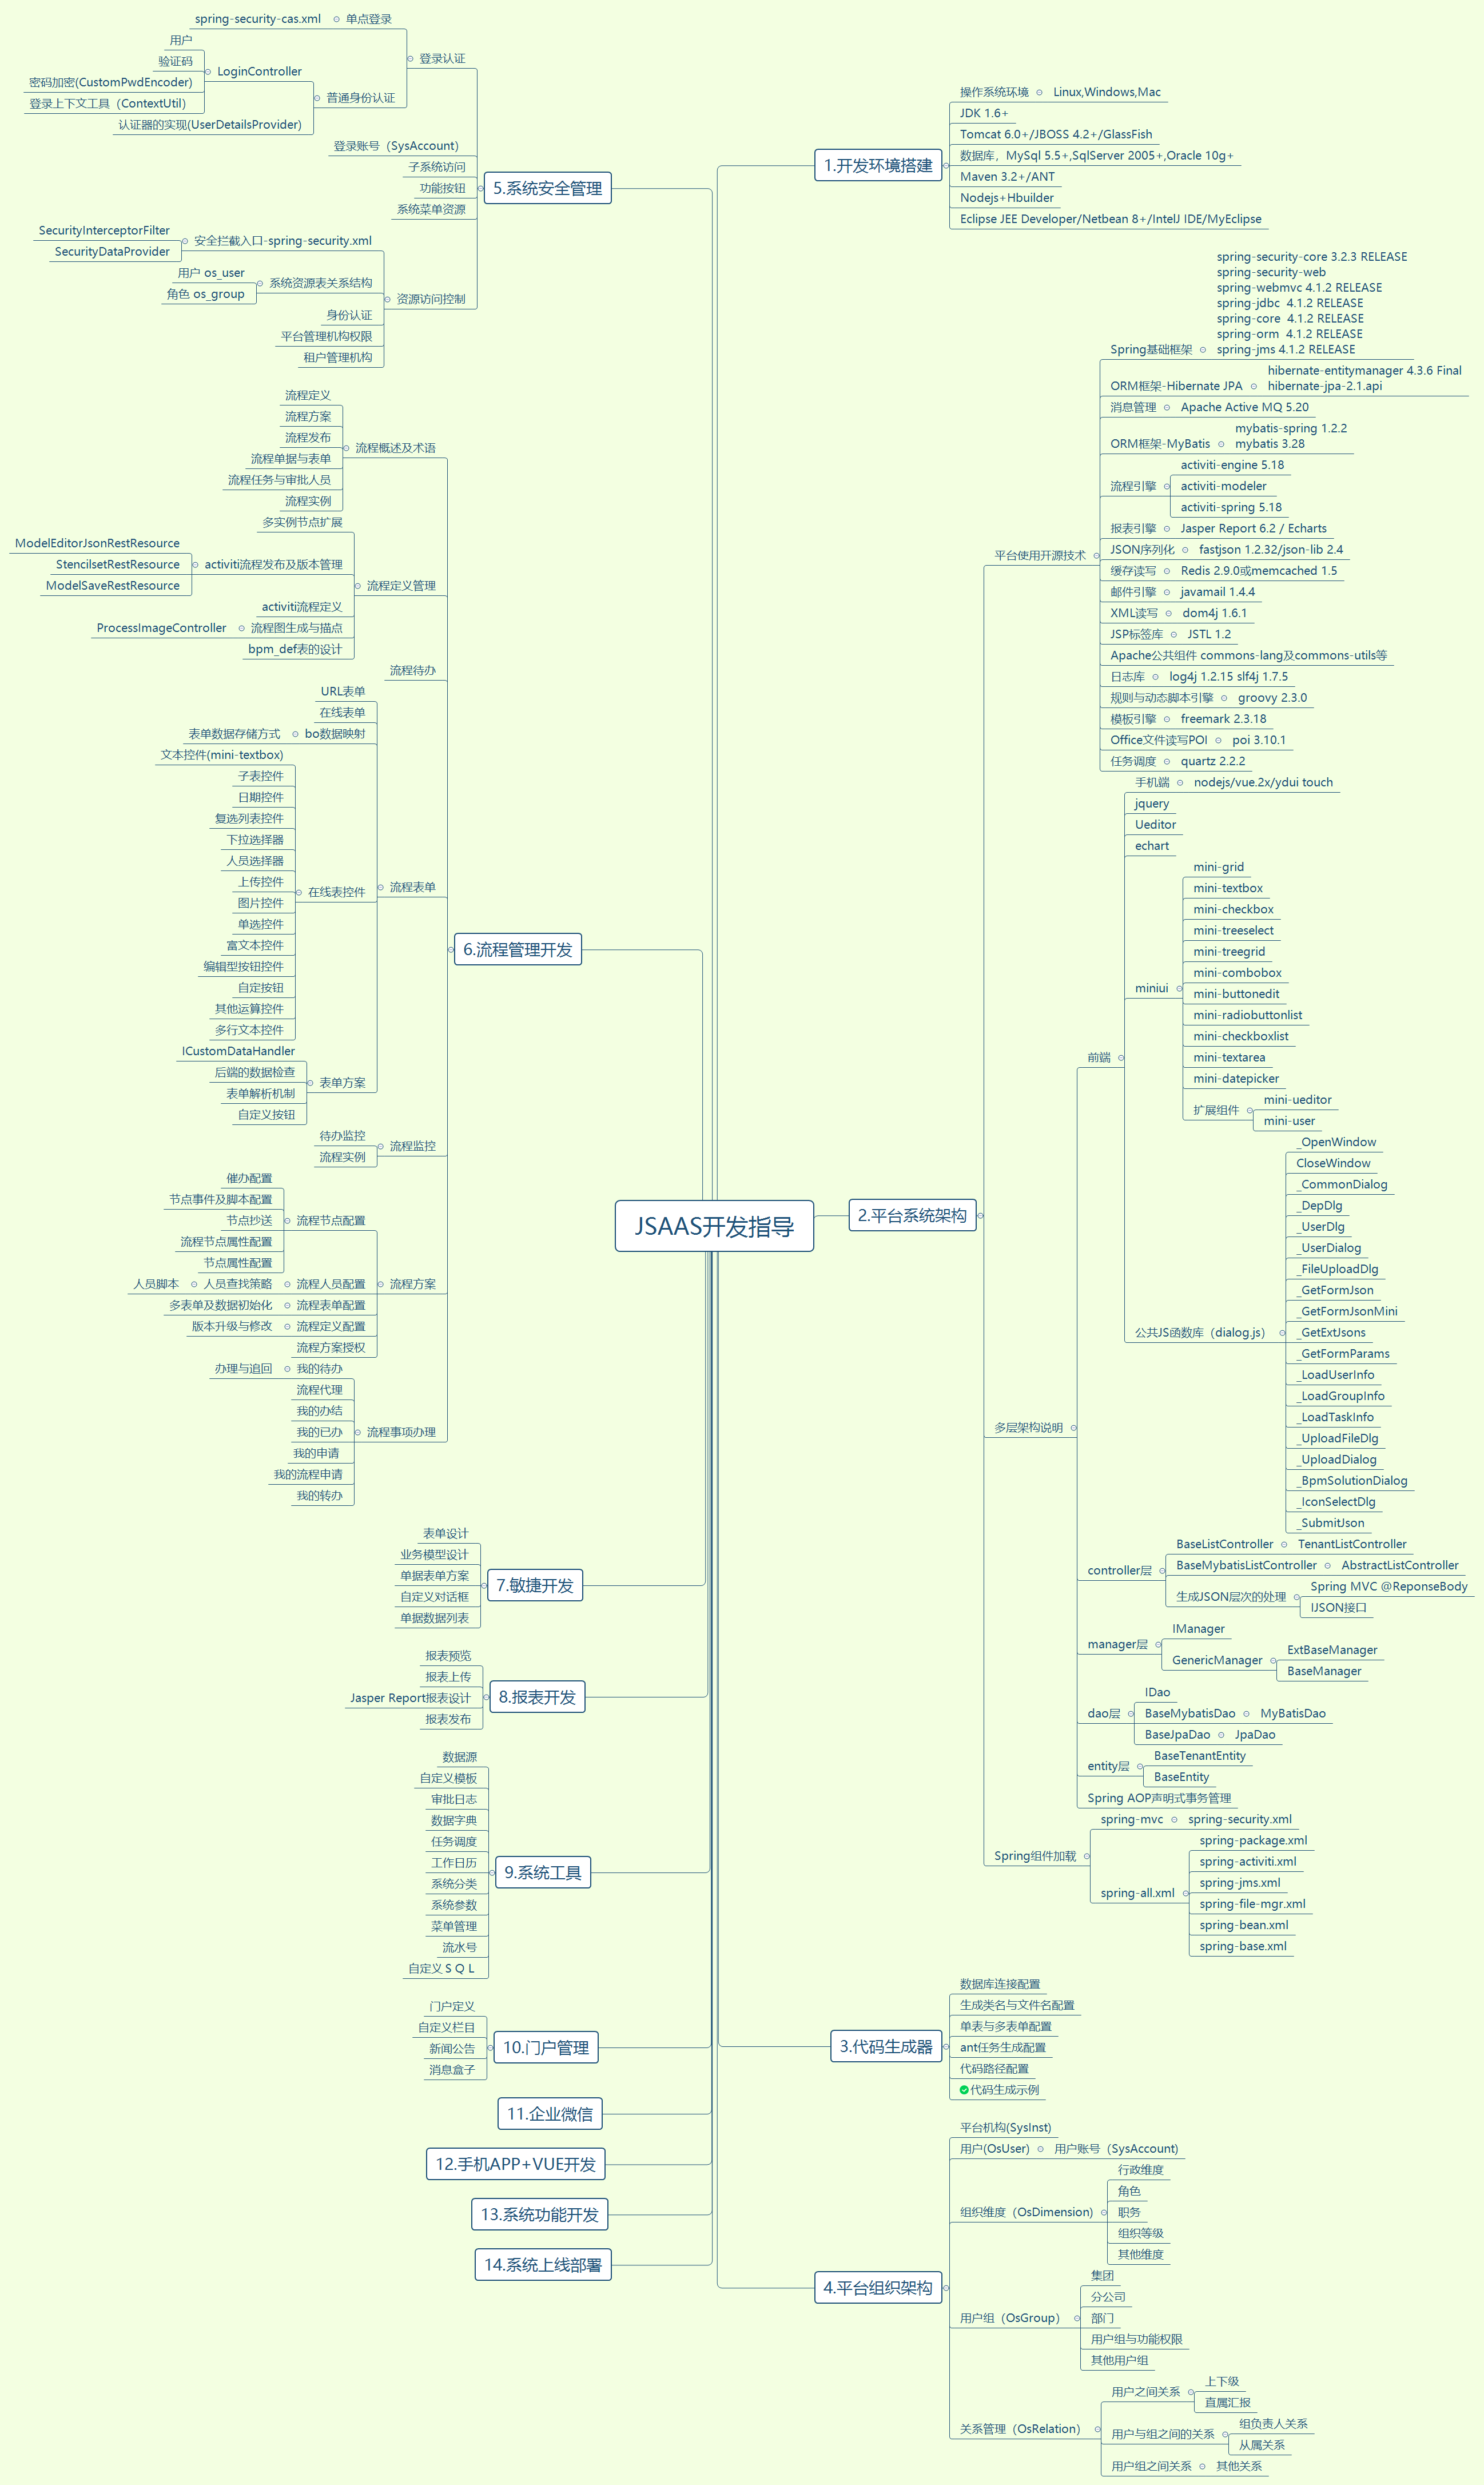 JSAAS开发指导
1.开发环境搭建
操作系统环境
Linux,Windows,Mac
JDK 1.6+
Tomcat 6.0+/JBOSS 4.2+/GlassFish
数据库，MySql 5.5+,SqlServer 2005+,Oracle 10g+
Maven 3.2+/ANT
Nodejs+Hbuilder
Eclipse JEE Developer/Netbean 8+/IntelJ IDE/MyEclipse
2.平台系统架构
平台使用开源技术
Spring基础框架
spring-security-core 3.2.3 RELEASE
spring-security-web
spring-webmvc 4.1.2 RELEASE
spring-jdbc 4.1.2 RELEASE
spring-core 4.1.2 RELEASE
spring-orm 4.1.2 RELEASE
spring-jms 4.1.2 RELEASE
ORM框架-Hibernate JPA
hibernate-entitymanager 4.3.6 Final
hibernate-jpa-2.1.api
消息管理
Apache Active MQ 5.20
ORM框架-MyBatis
mybatis-spring 1.2.2
mybatis 3.28
流程引擎
activiti-engine 5.18
activiti-modeler
activiti-spring 5.18
报表引擎
Jasper Report 6.2 / Echarts
JSON序列化
fastjson 1.2.32/json-lib 2.4
缓存读写
Redis 2.9.0或memcached 1.5
邮件引擎
javamail 1.4.4
XML读写
dom4j 1.6.1
JSP标签库
JSTL 1.2
Apache公共组件 commons-lang及commons-utils等
日志库
log4j 1.2.15 slf4j 1.7.5
规则与动态脚本引擎
groovy 2.3.0
模板引擎
freemark 2.3.18
Office文件读写POI
poi 3.10.1
任务调度
quartz 2.2.2
多层架构说明
前端
手机端
nodejs/vue.2x/ydui touch
jquery
Ueditor
echart
miniui
mini-grid
mini-textbox
mini-checkbox
mini-treeselect
mini-treegrid
mini-combobox
mini-buttonedit
mini-radiobuttonlist
mini-checkboxlist
mini-textarea
mini-datepicker
扩展组件
mini-ueditor
mini-user
公共JS函数库（dialog.js）
_OpenWindow
CloseWindow
_CommonDialog
_DepDlg
_UserDlg
_UserDialog
_FileUploadDlg
_GetFormJson
_GetFormJsonMini
_GetExtJsons
_GetFormParams
_LoadUserInfo
_LoadGroupInfo
_LoadTaskInfo
_UploadFileDlg
_UploadDialog
_BpmSolutionDialog
_IconSelectDlg
_SubmitJson
controller层
BaseListController
TenantListController
BaseMybatisListController
AbstractListController
生成JSON层次的处理
Spring MVC @ReponseBody
IJSON接口
manager层
IManager
GenericManager
ExtBaseManager
BaseManager
dao层
IDao
BaseMybatisDao
MyBatisDao
BaseJpaDao
JpaDao
entity层
BaseTenantEntity
BaseEntity
Spring AOP声明式事务管理
Spring组件加载
spring-mvc
spring-security.xml
spring-all.xml
spring-package.xml
spring-activiti.xml
spring-jms.xml
spring-file-mgr.xml
spring-bean.xml
spring-base.xml
3.代码生成器
数据库连接配置
生成类名与文件名配置
单表与多表单配置
ant任务生成配置
代码路径配置
代码生成示例
4.平台组织架构
平台机构(SysInst)
用户(OsUser)
用户账号（SysAccount)
组织维度（OsDimension)
行政维度
角色
职务
组织等级
其他维度
用户组（OsGroup）
集团
分公司
部门
用户组与功能权限
其他用户组
关系管理（OsRelation）
用户之间关系
上下级
直属汇报
用户与组之间的关系
组负责人关系
从属关系
用户组之间关系
其他关系
5.系统安全管理
登录认证
单点登录
spring-security-cas.xml
普通身份认证
LoginController
用户
验证码
密码加密(CustomPwdEncoder)
登录上下文工具（ContextUtil）
认证器的实现(UserDetailsProvider)
登录账号（SysAccount）
子系统访问
功能按钮
系统菜单资源
资源访问控制
安全拦截入口-spring-security.xml
SecurityInterceptorFilter
SecurityDataProvider
系统资源表关系结构
用户 os_user
角色 os_group
身份认证
平台管理机构权限
租户管理机构
6.流程管理开发
流程概述及术语
流程定义
流程方案
流程发布
流程单据与表单
流程任务与审批人员
流程实例
流程定义管理
多实例节点扩展
activiti流程发布及版本管理
ModelEditorJsonRestResource
StencilsetRestResource
ModelSaveRestResource
activiti流程定义
流程图生成与描点
ProcessImageController
bpm_def表的设计
流程待办
流程表单
URL表单
在线表单
bo数据映射
表单数据存储方式
在线表控件
文本控件(mini-textbox)
子表控件
日期控件
复选列表控件
下拉选择器
人员选择器
上传控件
图片控件
单选控件
富文本控件
编辑型按钮控件
自定按钮
其他运算控件
多行文本控件
表单方案
ICustomDataHandler
后端的数据检查
表单解析机制
自定义按钮
流程监控
待办监控
流程实例
流程方案
流程节点配置
催办配置
节点事件及脚本配置
节点抄送
流程节点属性配置
节点属性配置
流程人员配置
人员查找策略
人员脚本
流程表单配置
多表单及数据初始化
流程定义配置
版本升级与修改
流程方案授权
流程事项办理
我的待办
办理与追回
流程代理
我的办结
我的已办
我的申请
我的流程申请
我的转办
7.敏捷开发
表单设计
业务模型设计
单据表单方案
自定义对话框
单据数据列表
8.报表开发
报表预览
报表上传
Jasper Report报表设计
报表发布
9.系统工具
数据源
自定义模板
审批日志
数据字典
任务调度
工作日历
系统分类
系统参数
菜单管理
流水号
自定义ＳＱＬ
10.门户管理
门户定义
自定义栏目
新闻公告
消息盒子
11.企业微信
12.手机APP+VUE开发
13.系统功能开发
14.系统上线部署